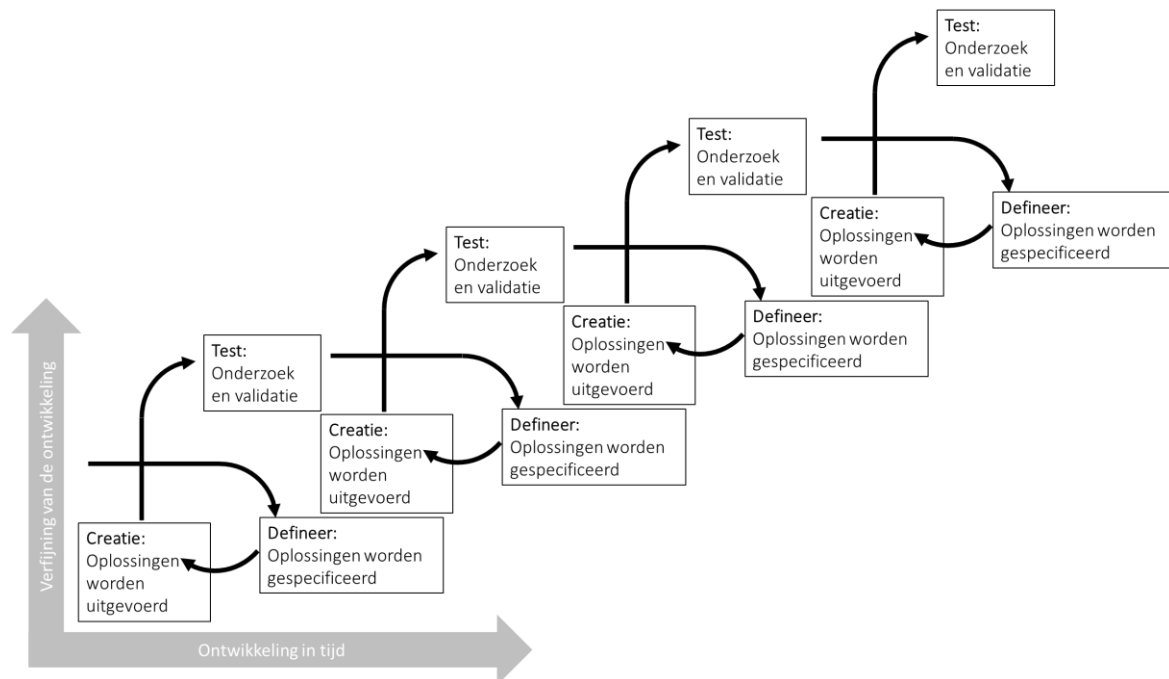 Test:
Onderzoek
en validatie
Test:
Onderzoek
en validatie
Creatie:
Oplossingen
worden
uitgevoerd
Defineer:
Oplossingen worden
gespecificeerd
Test:
Onderzoek
en validatie
Creatie:
Oplossingen
worden
uitgevoerd
Defineer:
Oplossingen worden
gespecificeerd
Test:
Onderzoek
en validatie
Creatie:
Oplossingen
worden
uitgevoerd
Defineer:
Oplossingen worden
gespecificeerd
Creatie:
Oplossingen
worden
uitgevoerd
Defineer:
Oplossingen worden
gespecificeerd
Verfijning van de ontwikkeling
Ontwikkeling in tijd